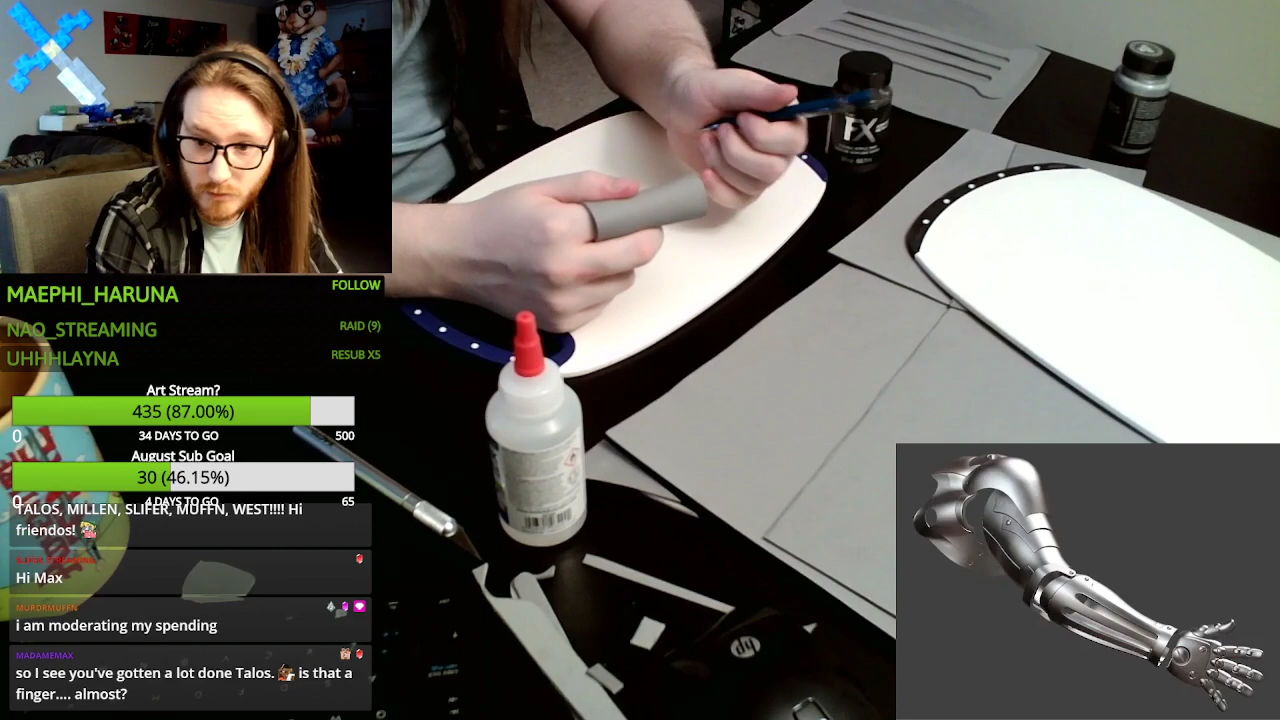 MAEPHI_HARUNA FOLLOW
NAO_STREAMING RAID (9)
UHHHLAYNA RESUB X5
Art Stream?
435 (87.00%)
0 34 DAYS TO GO 500
August Sub Goal
30 (46.15%)
0 4 DAYS TO GO 65
TALOS, MILLEN, SLIFER, MUFFN, WEST!!!! Hi
friendos!
Hi Max
MURDRMUFFN
i am moderating my spending
MADAMEMAX
so I see you've gotten a lot done Talos. is that a
finger.... almost?
FX
hp